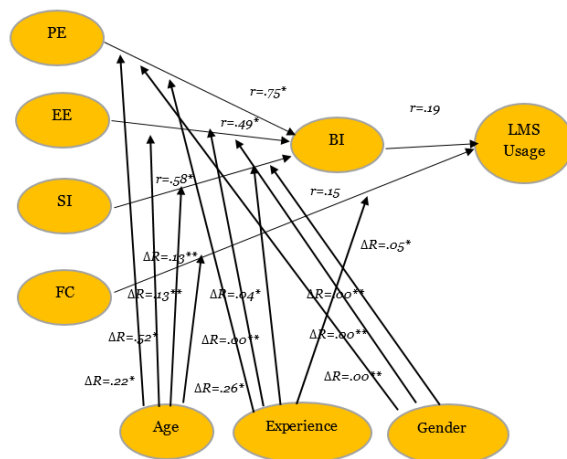 PE
r=.75*
r=.19
EE
r=.49*
BI
LMS
Usage
SI
r=.58*
r=.15
ΔR=.05*
ΔR=.13**
FC
ΔR=.13**
ΔR=.04*
ΔR=.00**
ΔR=.52*
ΔR=.00**
ΔR=.00**
ΔR=.22*
ΔR=.26*
ΔR=.00**
Age
Experience
Gender